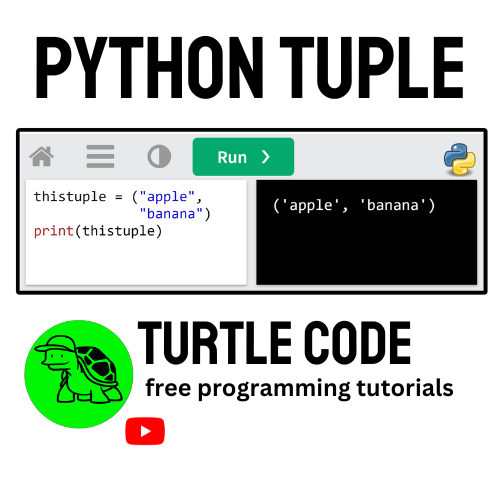 PYTHON TUPLE
Run ❯
thistuple = ("apple",
"banana")
print(thistuple)
('apple', 'banana')
TURTLE CODE
free programming tutorials